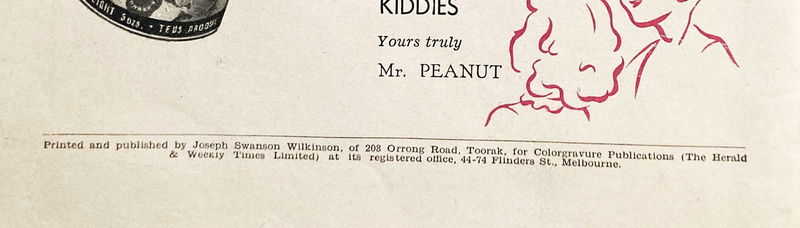 KIDDIES
Yours truly
Mr. PEANUT
Printed and published by Joseph Swanson Wilkinson, of 208 Orrong Road, Toorak, for Colorgravure Publications (The Herald
& Weekly Times Limited) at its registered office, 44-74 Flinders St., Melbourne.